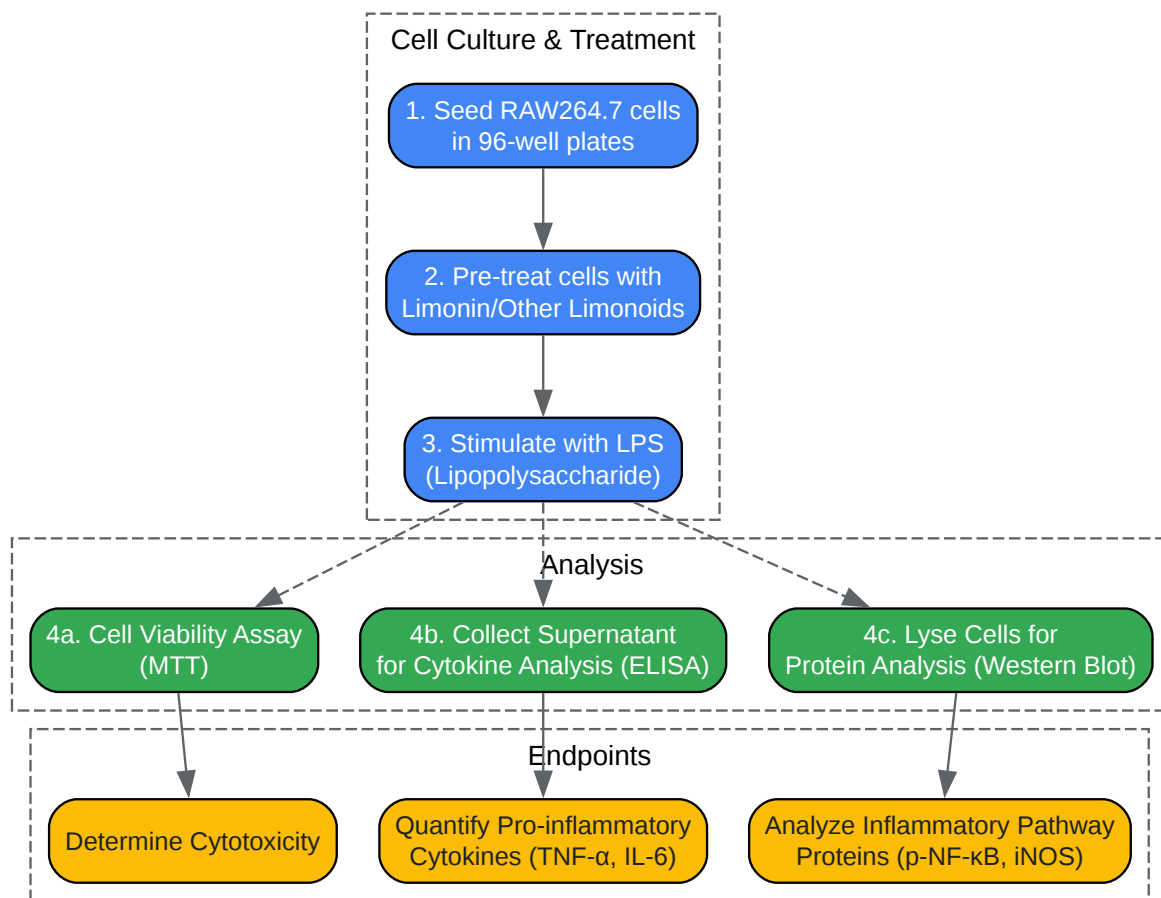 Cell Culture & Treatment
1. Seed RAW264.7 cells
in 96-well plates
2. Pre-treat cells with
Limonin/Other Limonoids
3. Stimulate with LPS
(Lipopolysaccharide)
Analysis
4a. Cell Viability Assay
(MTT)
4b. Collect Supernatant
for Cytokine Analysis (ELISA)
4c. Lyse Cells for
Protein Analysis (Western Blot)
Endpoints
Determine Cytotoxicity
Quantify Pro-inflammatory
Cytokines (TNF-α, IL-6)
Analyze Inflammatory Pathway
Proteins (p-NF-κB, iNOS)